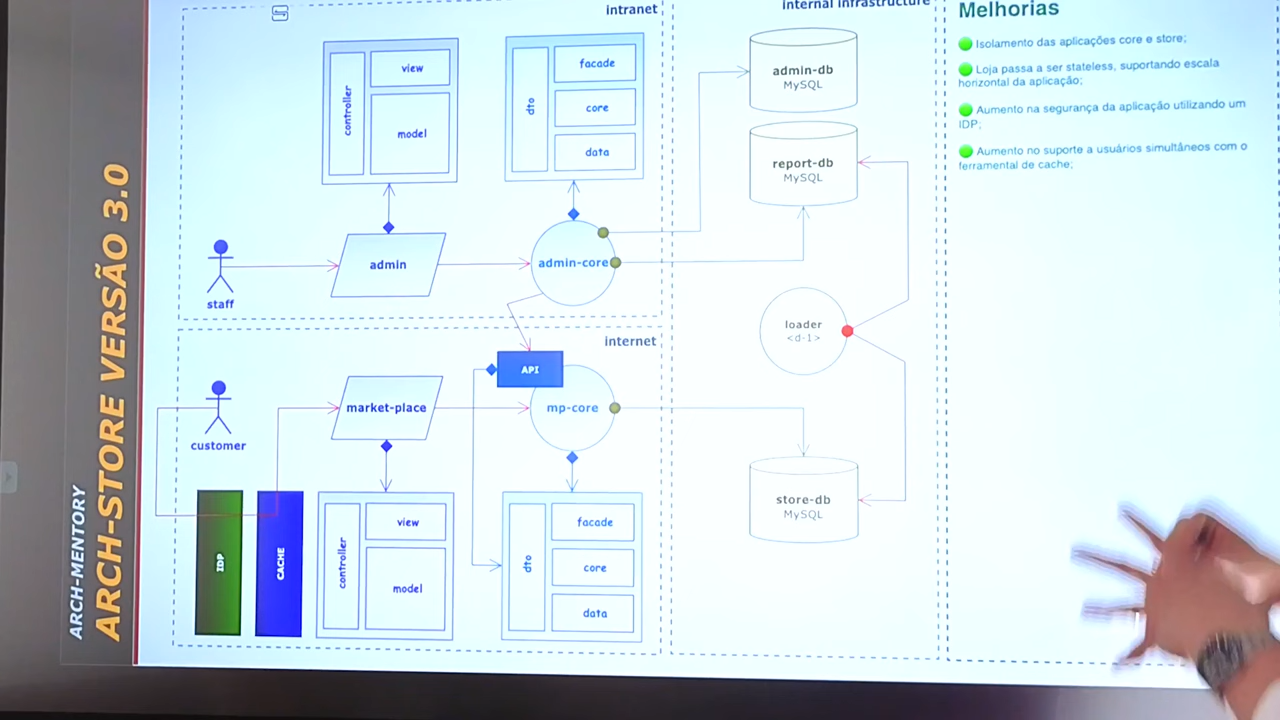 ARCH-MENTORY
ARCH-STORE VERSÃO 3.0
intranet
controller
view
model
dto
facade
core
data
staff
admin
admin-core
internet
customer
market-place
API
mp-core
IDP
CACHE
controller
view
model
dto
facade
core
data
internal infrastructure
admin-db
MySQL
report-db
MySQL
loader
<d-1>
store-db
MySQL
Melhorias
Isolamento das aplicações core e store;
Loja passa a ser stateless, suportando escala
horizontal da aplicação;
Aumento na segurança da aplicação utilizando um
IDP;
Aumento no suporte a usuários simultâneos com o
ferramental de cache;